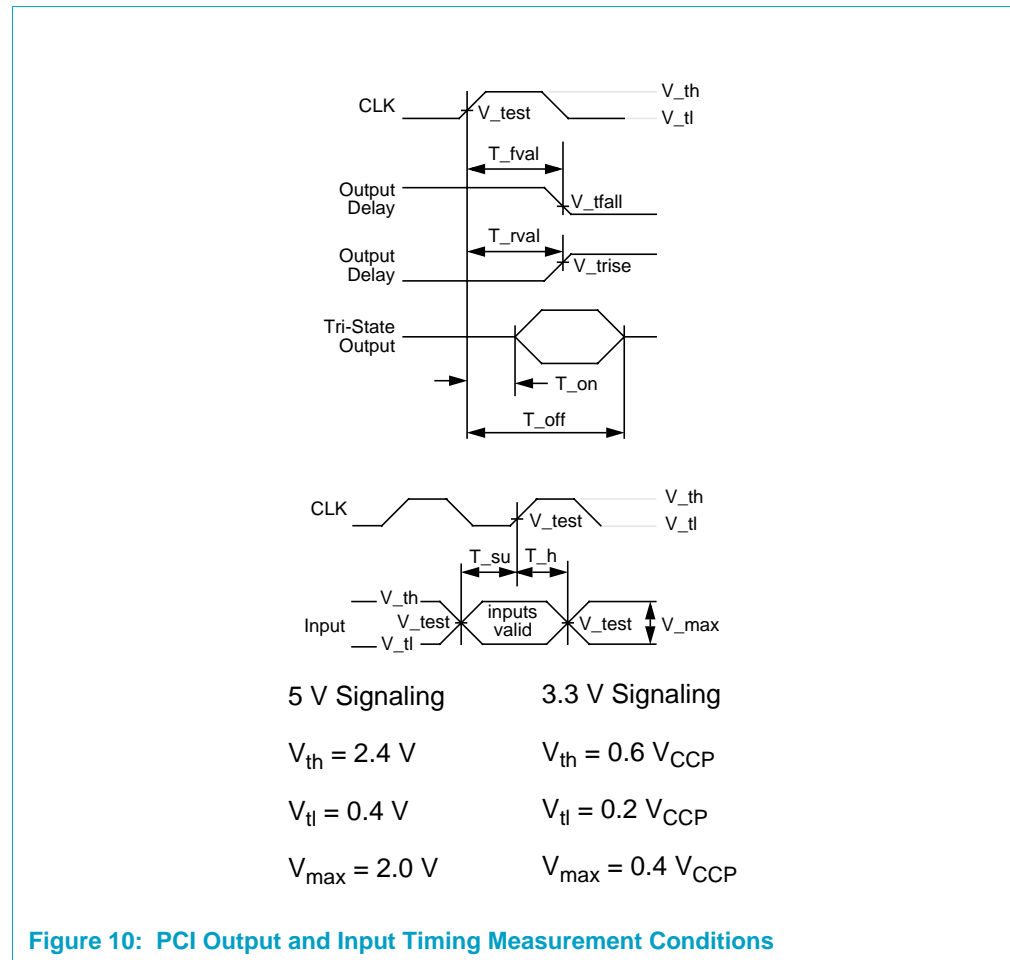 V_th
CLK
V_test
V_tl
T_fval
Output
Delay
V_tfall
T_rval
Output
Delay
V_trise
Tri-State
Output
T_on
T_off
V_th
CLK
V_test
V_tl
T_su T_h
V_th
Input
V_test
inputs
valid
V_test
V_max
V_tl
5 V Signaling 3.3 V Signaling
Vth = 2.4 V Vth = 0.6 VCCP
Vtl = 0.4 V Vtl = 0.2 VCCP
Vmax = 2.0 V Vmax = 0.4 VCCP
Figure 10: PCI Output and Input Timing Measurement Conditions